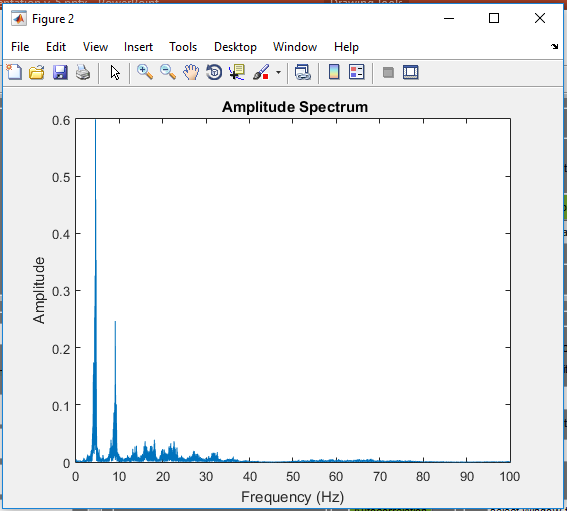 Figure 2
File Edit View Insert Tools Desktop Window Help
Amplitude Spectrum
0.6
0.5
0.4
0.3
0.2
0.1
0
Amplitude
0 10 20 30 40 50 60 70 80 90 100
Frequency (Hz)